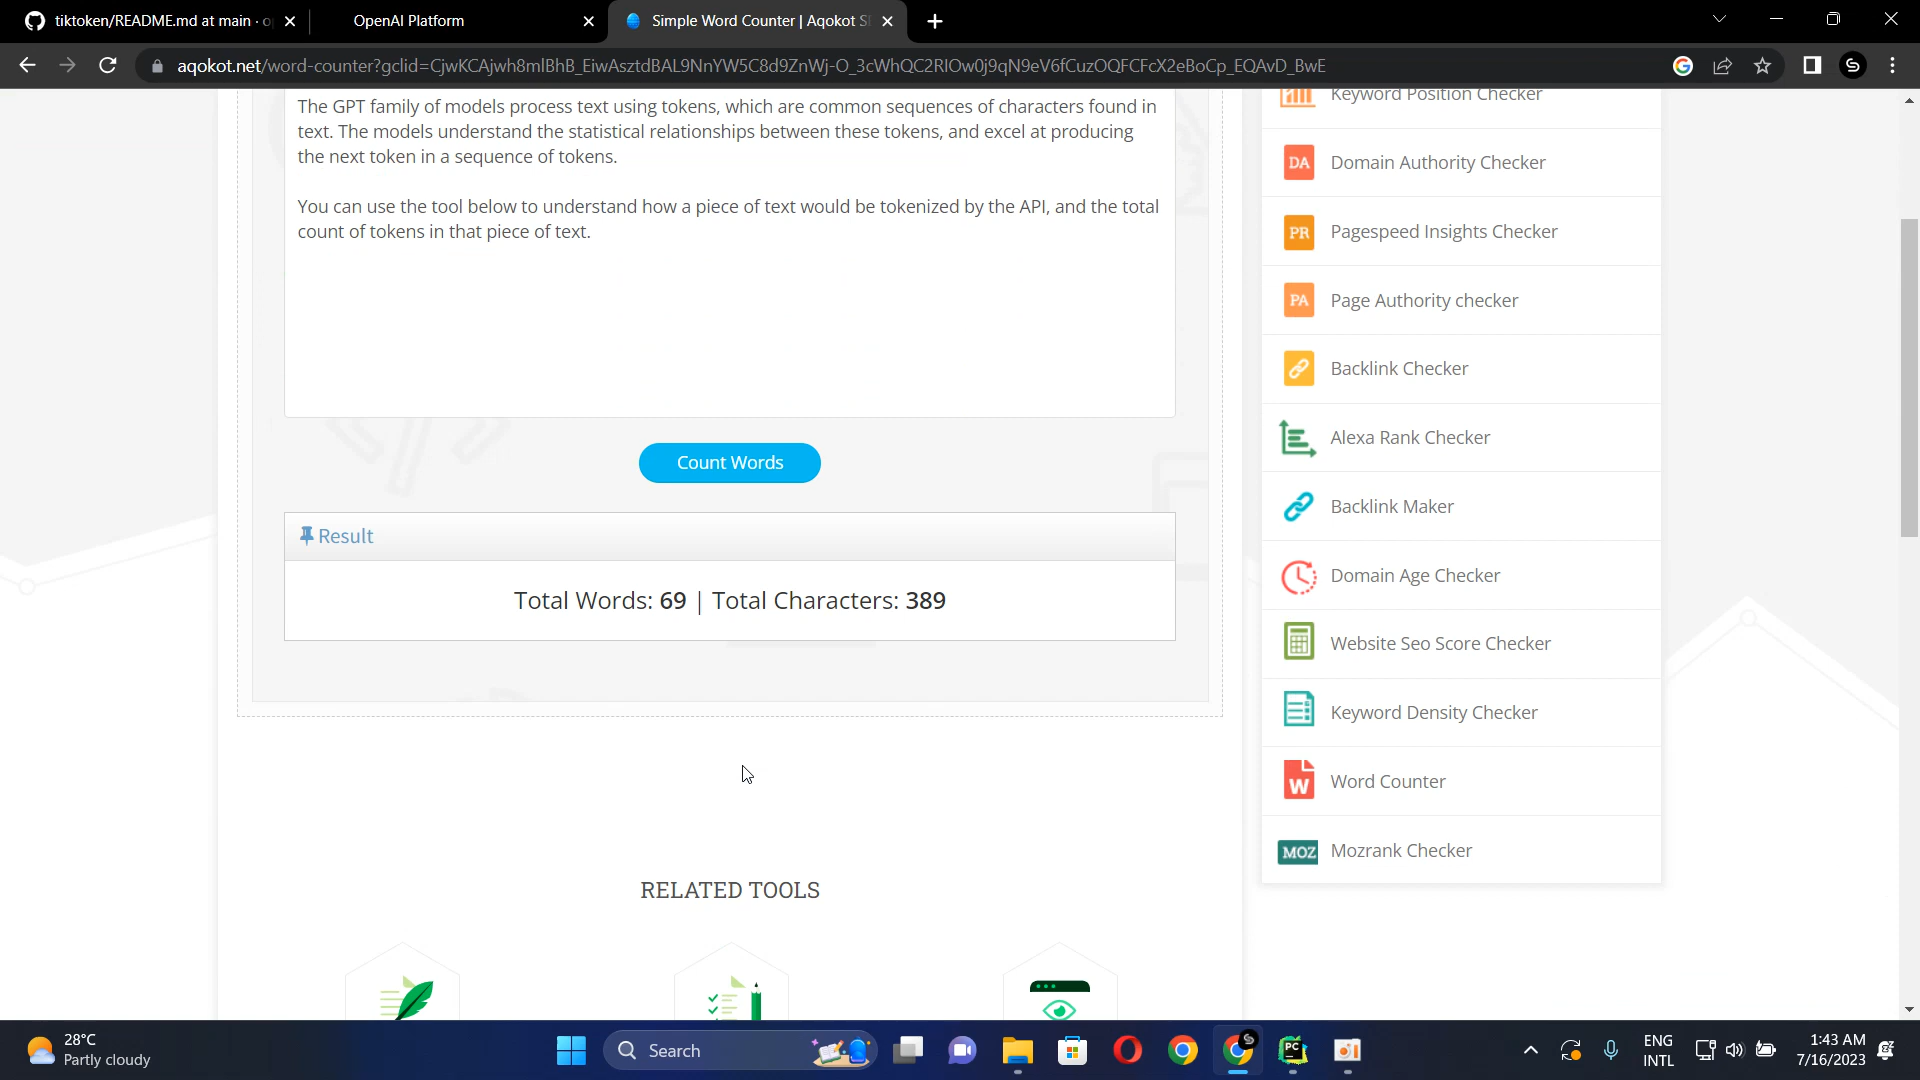 tiktoken/README.md at main · o
OpenAI Platform
Simple Word Counter | Aqokot S
aqokot.net/word-counter?gclid=CjwKCAjwh8mlBhB_EiwAsztdBAL9NnYW5C8d9ZnWj-O_3cWhQC2RIOw0j9qN9eV6fCuzOQFCFcX2eBoCp_EQAvD_BwE
The GPT family of models process text using tokens, which are common sequences of characters found in
text. The models understand the statistical relationships between these tokens, and excel at producing
the next token in a sequence of tokens.
You can use the tool below to understand how a piece of text would be tokenized by the API, and the total
count of tokens in that piece of text.
Count Words
Result
Total Words: 69 | Total Characters: 389
RELATED TOOLS
Keyword Position Checker
DA Domain Authority Checker
PR Pagespeed Insights Checker
PA Page Authority checker
Backlink Checker
Alexa Rank Checker
Backlink Maker
Domain Age Checker
Website Seo Score Checker
Keyword Density Checker
W Word Counter
MOZ Mozrank Checker
28°C
Partly cloudy
Search
PC
ENG
INTL
1:43 AM
7/16/2023